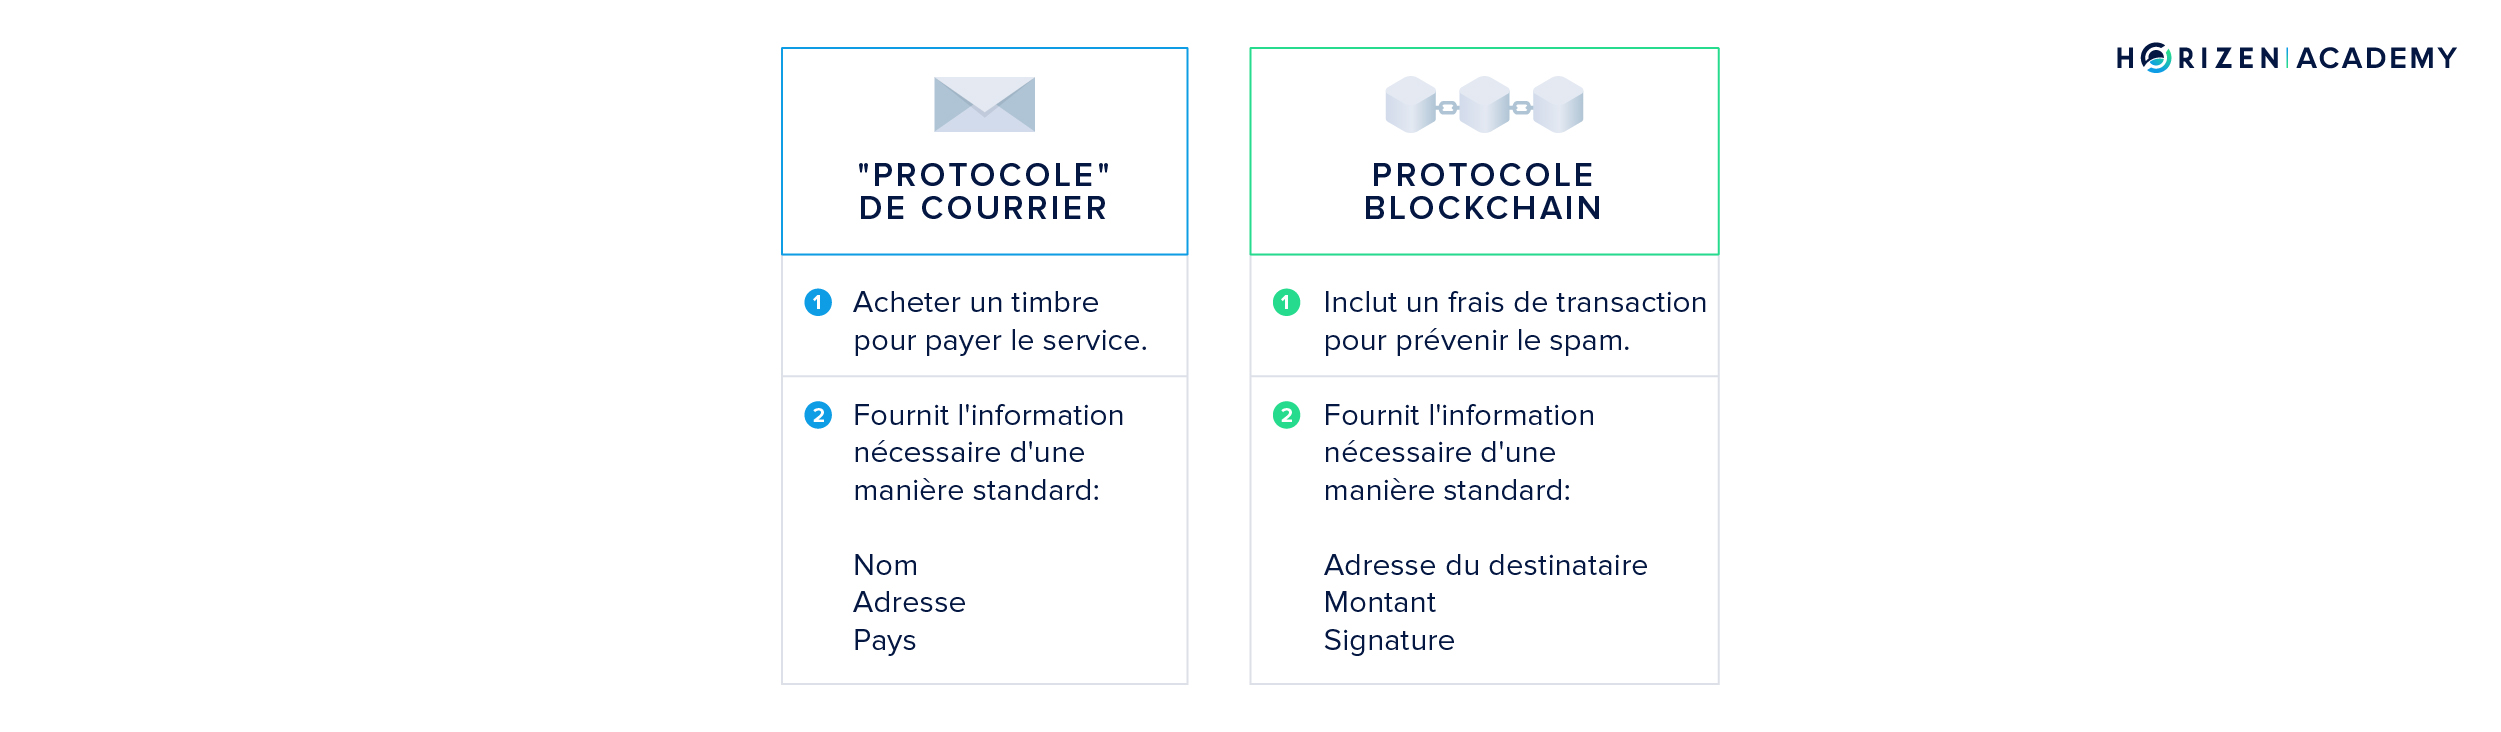 HORIZEN | ACADEMY
"PROTOCOLE"
DE COURRIER
1 Acheter un timbre
pour payer le service.
2 Fournit l'information
nécessaire d'une
manière standard:
Nom
Adresse
Pays
PROTOCOLE
BLOCKCHAIN
1 Inclut un frais de transaction
pour prévenir le spam.
2 Fournit l'information
nécessaire d'une
manière standard:
Adresse du destinataire
Montant
Signature